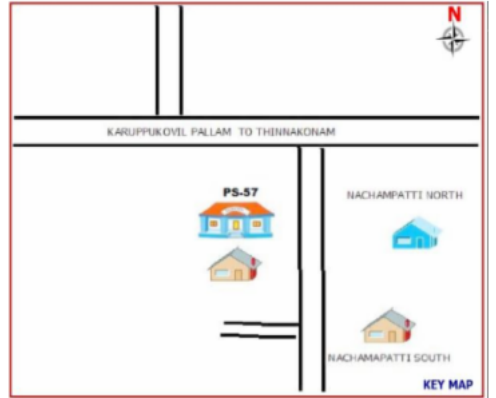 N
KARUPPUKOVIL PALLAM TO THINNAKONAM
PS-57
NACHAMPATTI NORTH
NACHAMAPATTI SOUTH
KEY MAP